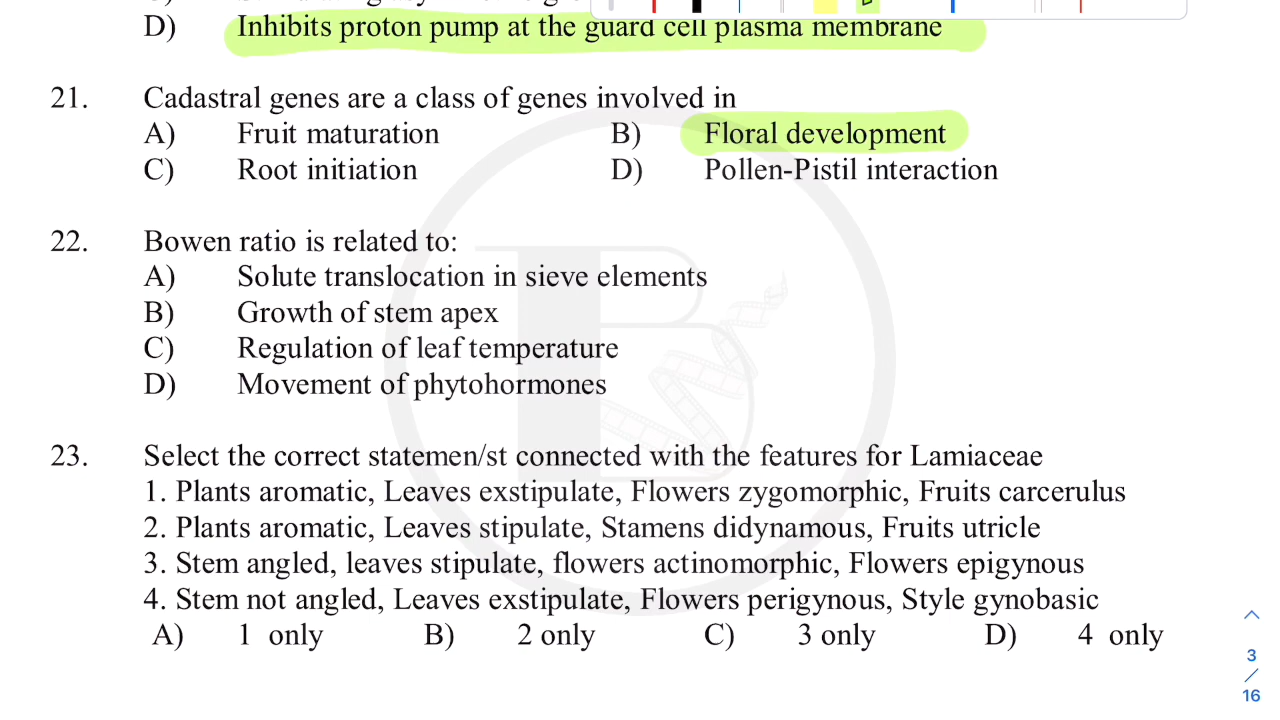 D) Inhibits proton pump at the guard cell plasma membrane
21. Cadastral genes are a class of genes involved in
A) Fruit maturation B) Floral development
C) Root initiation D) Pollen-Pistil interaction
22. Bowen ratio is related to:
A) Solute translocation in sieve elements
B) Growth of stem apex
C) Regulation of leaf temperature
D) Movement of phytohormones
23. Select the correct statemen/st connected with the features for Lamiaceae
1. Plants aromatic, Leaves exstipulate, Flowers zygomorphic, Fruits carcerulus
2. Plants aromatic, Leaves stipulate, Stamens didynamous, Fruits utricle
3. Stem angled, leaves stipulate, flowers actinomorphic, Flowers epigynous
4. Stem not angled, Leaves exstipulate, Flowers perigynous, Style gynobasic
A) 1 only B) 2 only C) 3 only D) 4 only
3
/
16